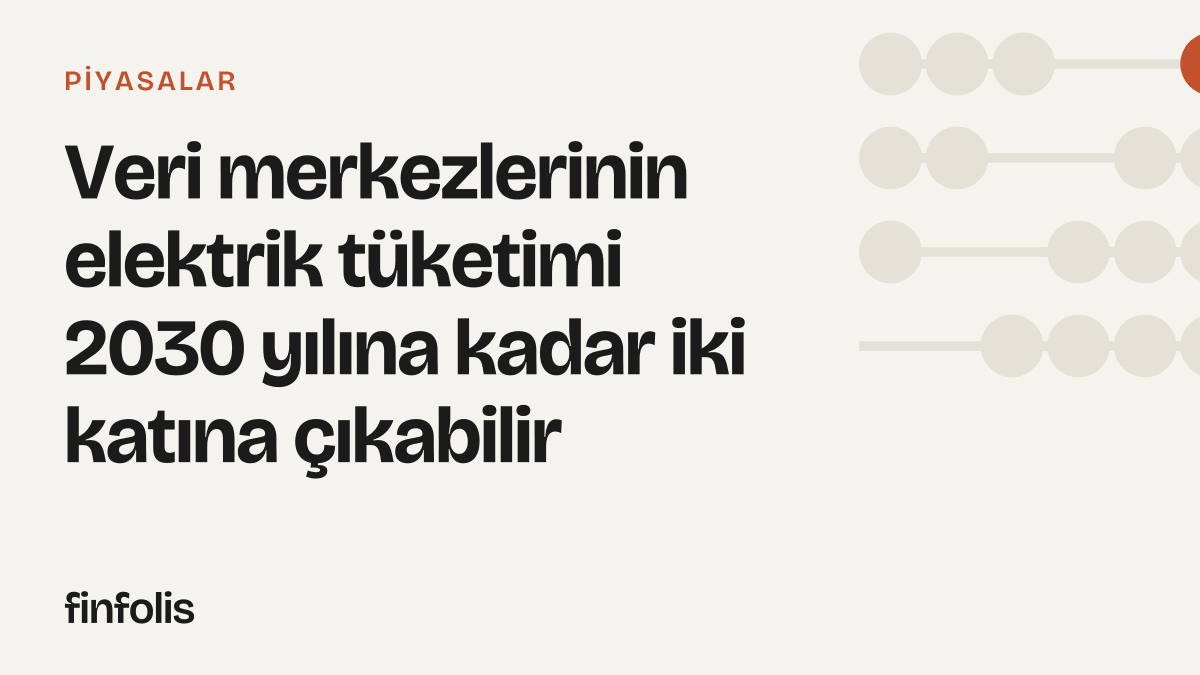 PİYASALAR
Veri merkezlerinin
elektrik tüketimi
2030 yılına kadar iki
katına çıkabilir
finfolis